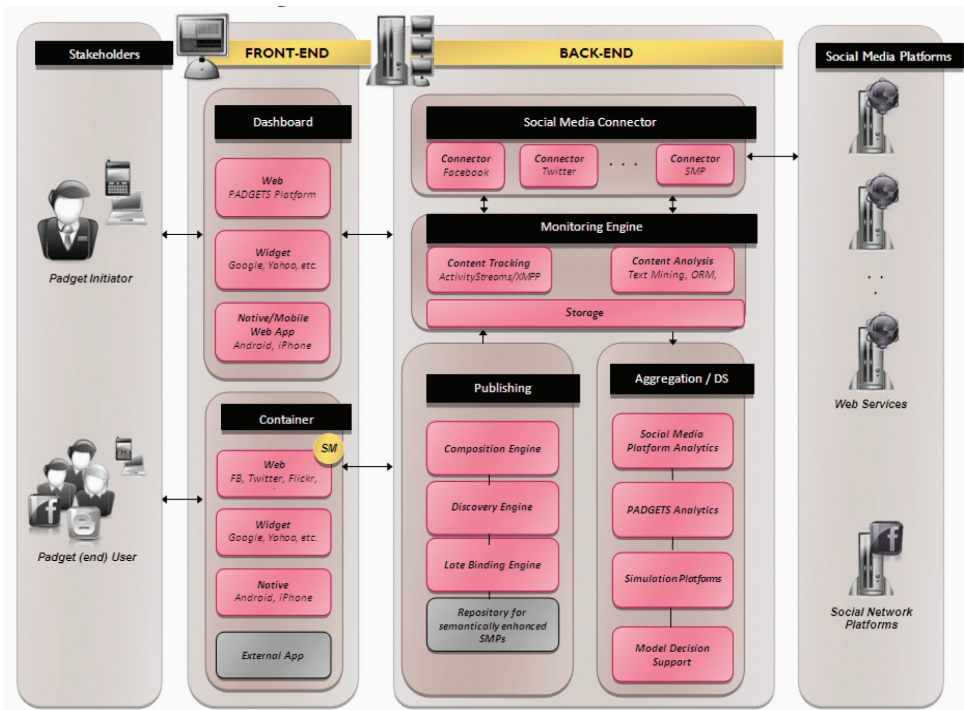 Stakeholders
Padget Initiator
Padget (end) User
FRONT-END
Dashboard
Web
PADGETS Platform
Widget
Google, Yahoo, etc.
Native/Mobile
Web App
Android, iPhone
Container
SM
Web
FB, Twitter, Flickr,
.
Widget
Google, Yahoo, etc.
Native
Android, iPhone
External App
BACK-END
Social Media Connector
Connector
Facebook
Connector
Twitter
. . .
Connector
SMP
Monitoring Engine
Content Tracking
ActivityStreams/XMPP
Content Analysis
Text Mining, ORM,
Storage
Publishing
Composition Engine
Discovery Engine
Late Binding Engine
Repository for
semantically enhanced
SMPs
Aggregation / DS
Social Media
Platform Analytics
PADGETS Analytics
Simulation Platforms
Model Decision
Support
Social Media Platforms
. .
.
Web Services
Social Network
Platforms